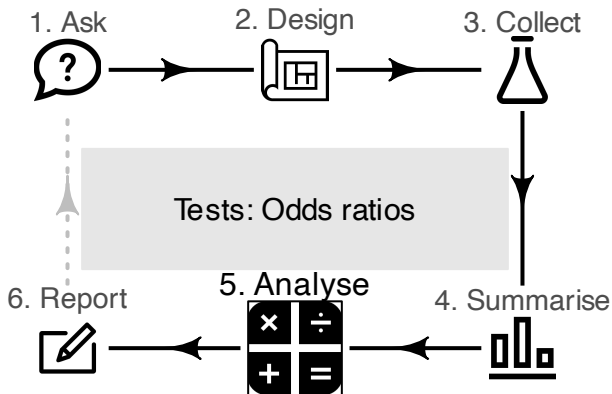 1. Ask
2. Design
3. Collect
?
Tests: Odds ratios
6. Report
5. Analyse
4. Summarise
× ÷
+ =